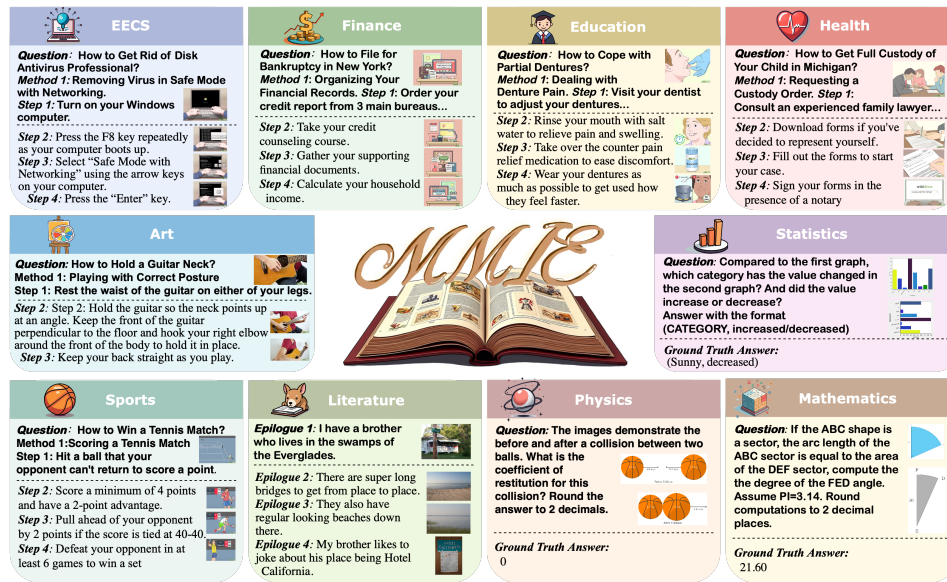 EECS
Question: How to Get Rid of Disk
Antivirus Professional?
Method 1: Removing Virus in Safe Mode
with Networking.
Step 1: Turn on your Windows
computer.
Step 2: Press the F8 key repeatedly
as your computer boots up.
Step 3: Select “Safe Mode with
Networking” using the arrow keys
on your computer.
Step 4: Press the “Enter” key.
Finance
Question: How to File for
Bankruptcy in New York?
Method 1: Organizing Your
Financial Records. Step 1: Order your
credit report from 3 main bureaus...
Step 2: Take your credit
counseling course.
Step 3: Gather your supporting
financial documents.
Step 4: Calculate your household
income.
Education
Question: How to Cope with
Partial Dentures?
Method 1: Dealing with
Denture Pain. Step 1: Visit your dentist
to adjust your dentures...
Step 2: Rinse your mouth with salt
water to relieve pain and swelling.
Step 3: Take over the counter pain
relief medication to ease discomfort.
Step 4: Wear your dentures as
much as possible to get used how
they feel faster.
Health
Question: How to Get Full Custody of
Your Child in Michigan?
Method 1: Requesting a
Custody Order. Step 1:
Consult an experienced family lawyer...
Step 2: Download forms if you've
decided to represent yourself.
Step 3: Fill out the forms to start
your case.
Step 4: Sign your forms in the
presence of a notary
Art
Question: How to Hold a Guitar Neck?
Method 1: Playing with Correct Posture
Step 1: Rest the waist of the guitar on either of your legs.
Step 2: Step 2: Hold the guitar so the neck points up
at an angle. Keep the front of the guitar
perpendicular to the floor and hook your right elbow
around the front of the body to hold it in place.
Step 3: Keep your back straight as you play.
MMIE
Statistics
Question: Compared to the first graph,
which category has the value changed in
the second graph? And did the value
increase or decrease?
Answer with the format
(CATEGORY, increased/decreased)
Ground Truth Answer:
(Sunny, decreased)
Sports
Question: How to Win a Tennis Match?
Method 1:Scoring a Tennis Match
Step 1: Hit a ball that your
opponent can't return to score a point.
Step 2: Score a minimum of 4 points
and have a 2-point advantage.
Step 3: Pull ahead of your opponent
by 2 points if the score is tied at 40-40.
Step 4: Defeat your opponent in at
least 6 games to win a set
Literature
Epilogue 1: I have a brother
who lives in the swamps of
the Everglades.
Epilogue 2: There are super long
bridges to get from place to place.
Epilogue 3: They also have
regular looking beaches down
there.
Epilogue 4: My brother likes to
joke about his place being Hotel
California.
Physics
Question: The images demonstrate the
before and after a collision between two
balls. What is the
coefficient of
restitution for this
collision? Round the
answer to 2 decimals.
Ground Truth Answer:
0
Mathematics
Question: If the ABC shape is
a sector, the arc length of the
ABC sector is equal to the area
of the DEF sector, compute the
the degree of the FED angle.
Assume PI=3.14. Round
computations to 2 decimal
places.
Ground Truth Answer:
21.60